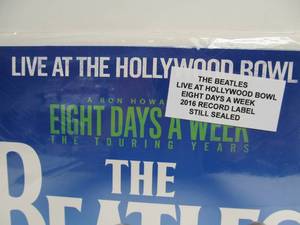 LIVE AT THE HOLLYWOOD BOWL
THE BEATLES
LIVE AT HOLLYWOOD BOWL
EIGHT DAYS A WEEK
2016 RECORD LABEL
STILL SEALED
A RON HOWA
EIGHT DAYS A WEEK
THE TOURING YEARS
THE
BEATLES